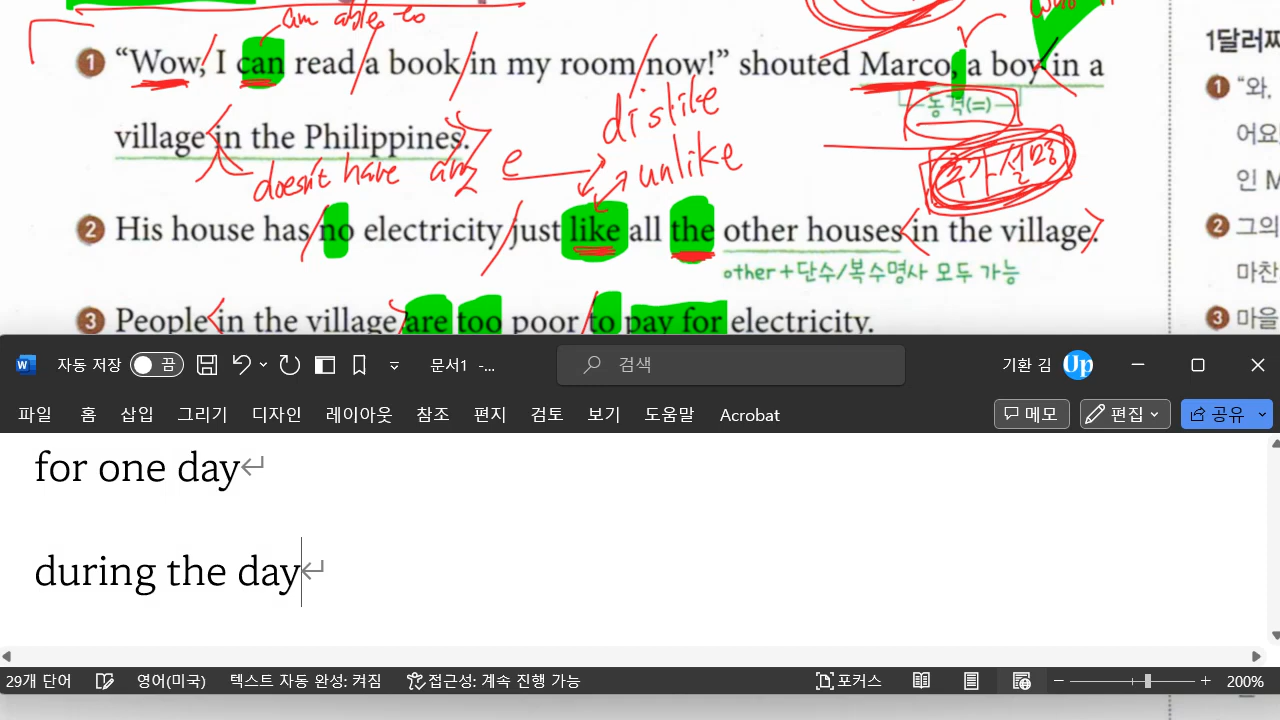 am able to
1달러짜
❶ "Wow, I can read a book in my room now!" shouted Marco, a boy in a
❶ "와,
동격(=)
어요
village in the Philippines.
dislike
doesn't have any
e
unlike
추가 설명
인 M
❷ His house has no electricity just like all the other houses in the village.
❷ 그의
other+단수/복수명사 모두 가능
마찬
❸ People in the village are too poor to pay for electricity.
❸ 마을
자동 저장 끔 문서1 -... 검색 기환 김 Up
파일 홈 삽입 그리기 디자인 레이아웃 참조 편지 검토 보기 도움말 Acrobat 메모 편집 공유
for one day
during the day
29개 단어 영어(미국) 텍스트 자동 완성: 켜짐 접근성: 계속 진행 가능 포커스 200%